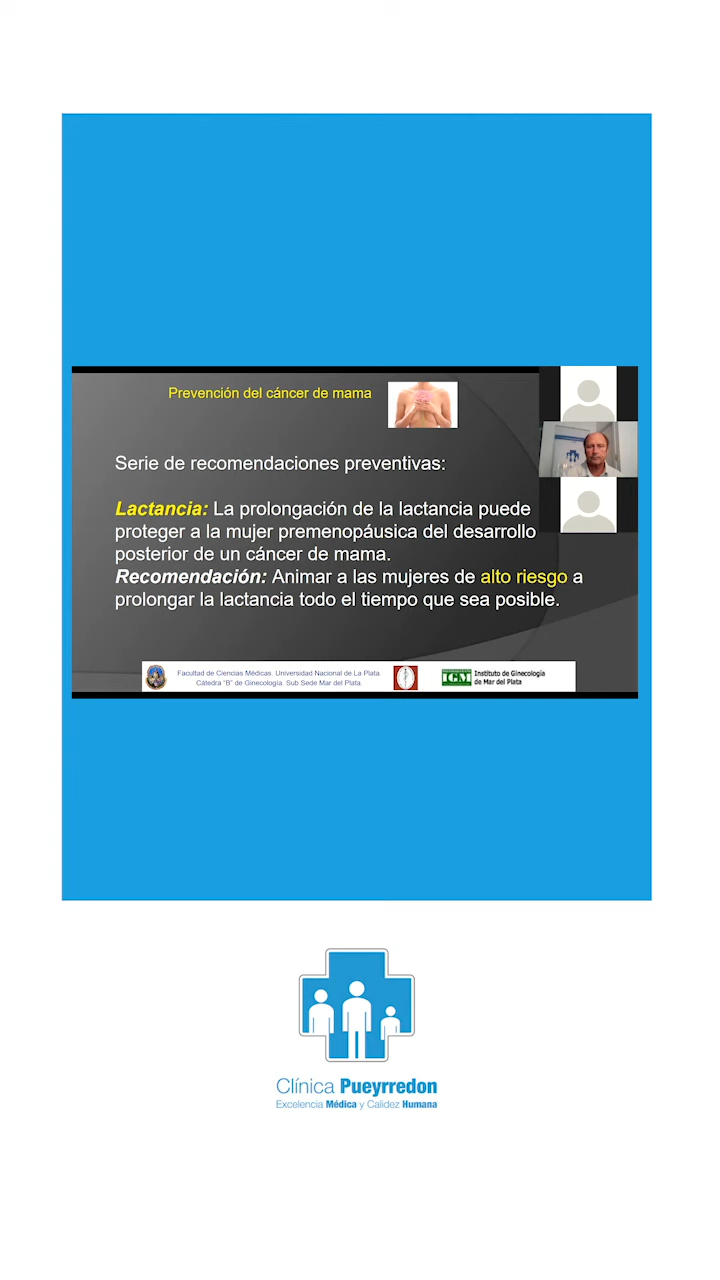 Prevención del cáncer de mama
Serie de recomendaciones preventivas:
Lactancia: La prolongación de la lactancia puede
proteger a la mujer premenopáusica del desarrollo
posterior de un cáncer de mama.
Recomendación: Animar a las mujeres de alto riesgo a
prolongar la lactancia todo el tiempo que sea posible.
Facultad de Ciencias Médicas. Universidad Nacional de La Plata.
Cátedra "B" de Ginecología. Sub Sede Mar del Plata.
IGM
Instituto de Ginecología
de Mar del Plata
Clínica Pueyrredon
Excelencia Médica y Calidez Humana